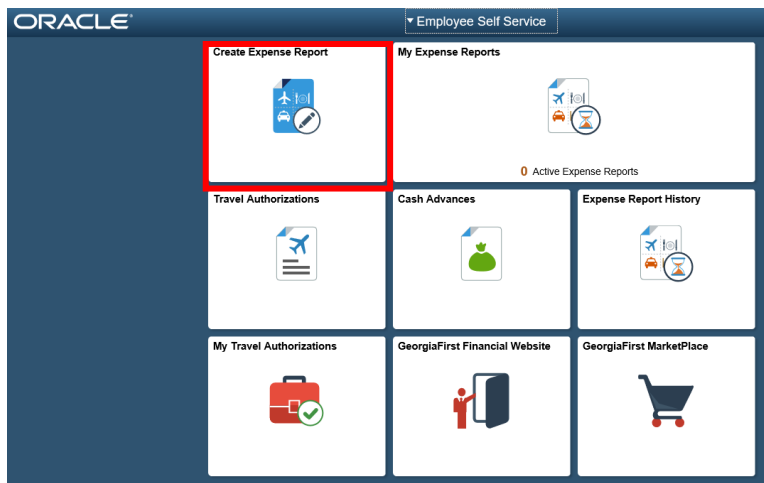 ORACLE®
Employee Self Service
Create Expense Report
My Expense Reports
0 Active Expense Reports
Travel Authorizations
Cash Advances
Expense Report History
My Travel Authorizations
GeorgiaFirst Financial Website
GeorgiaFirst MarketPlace